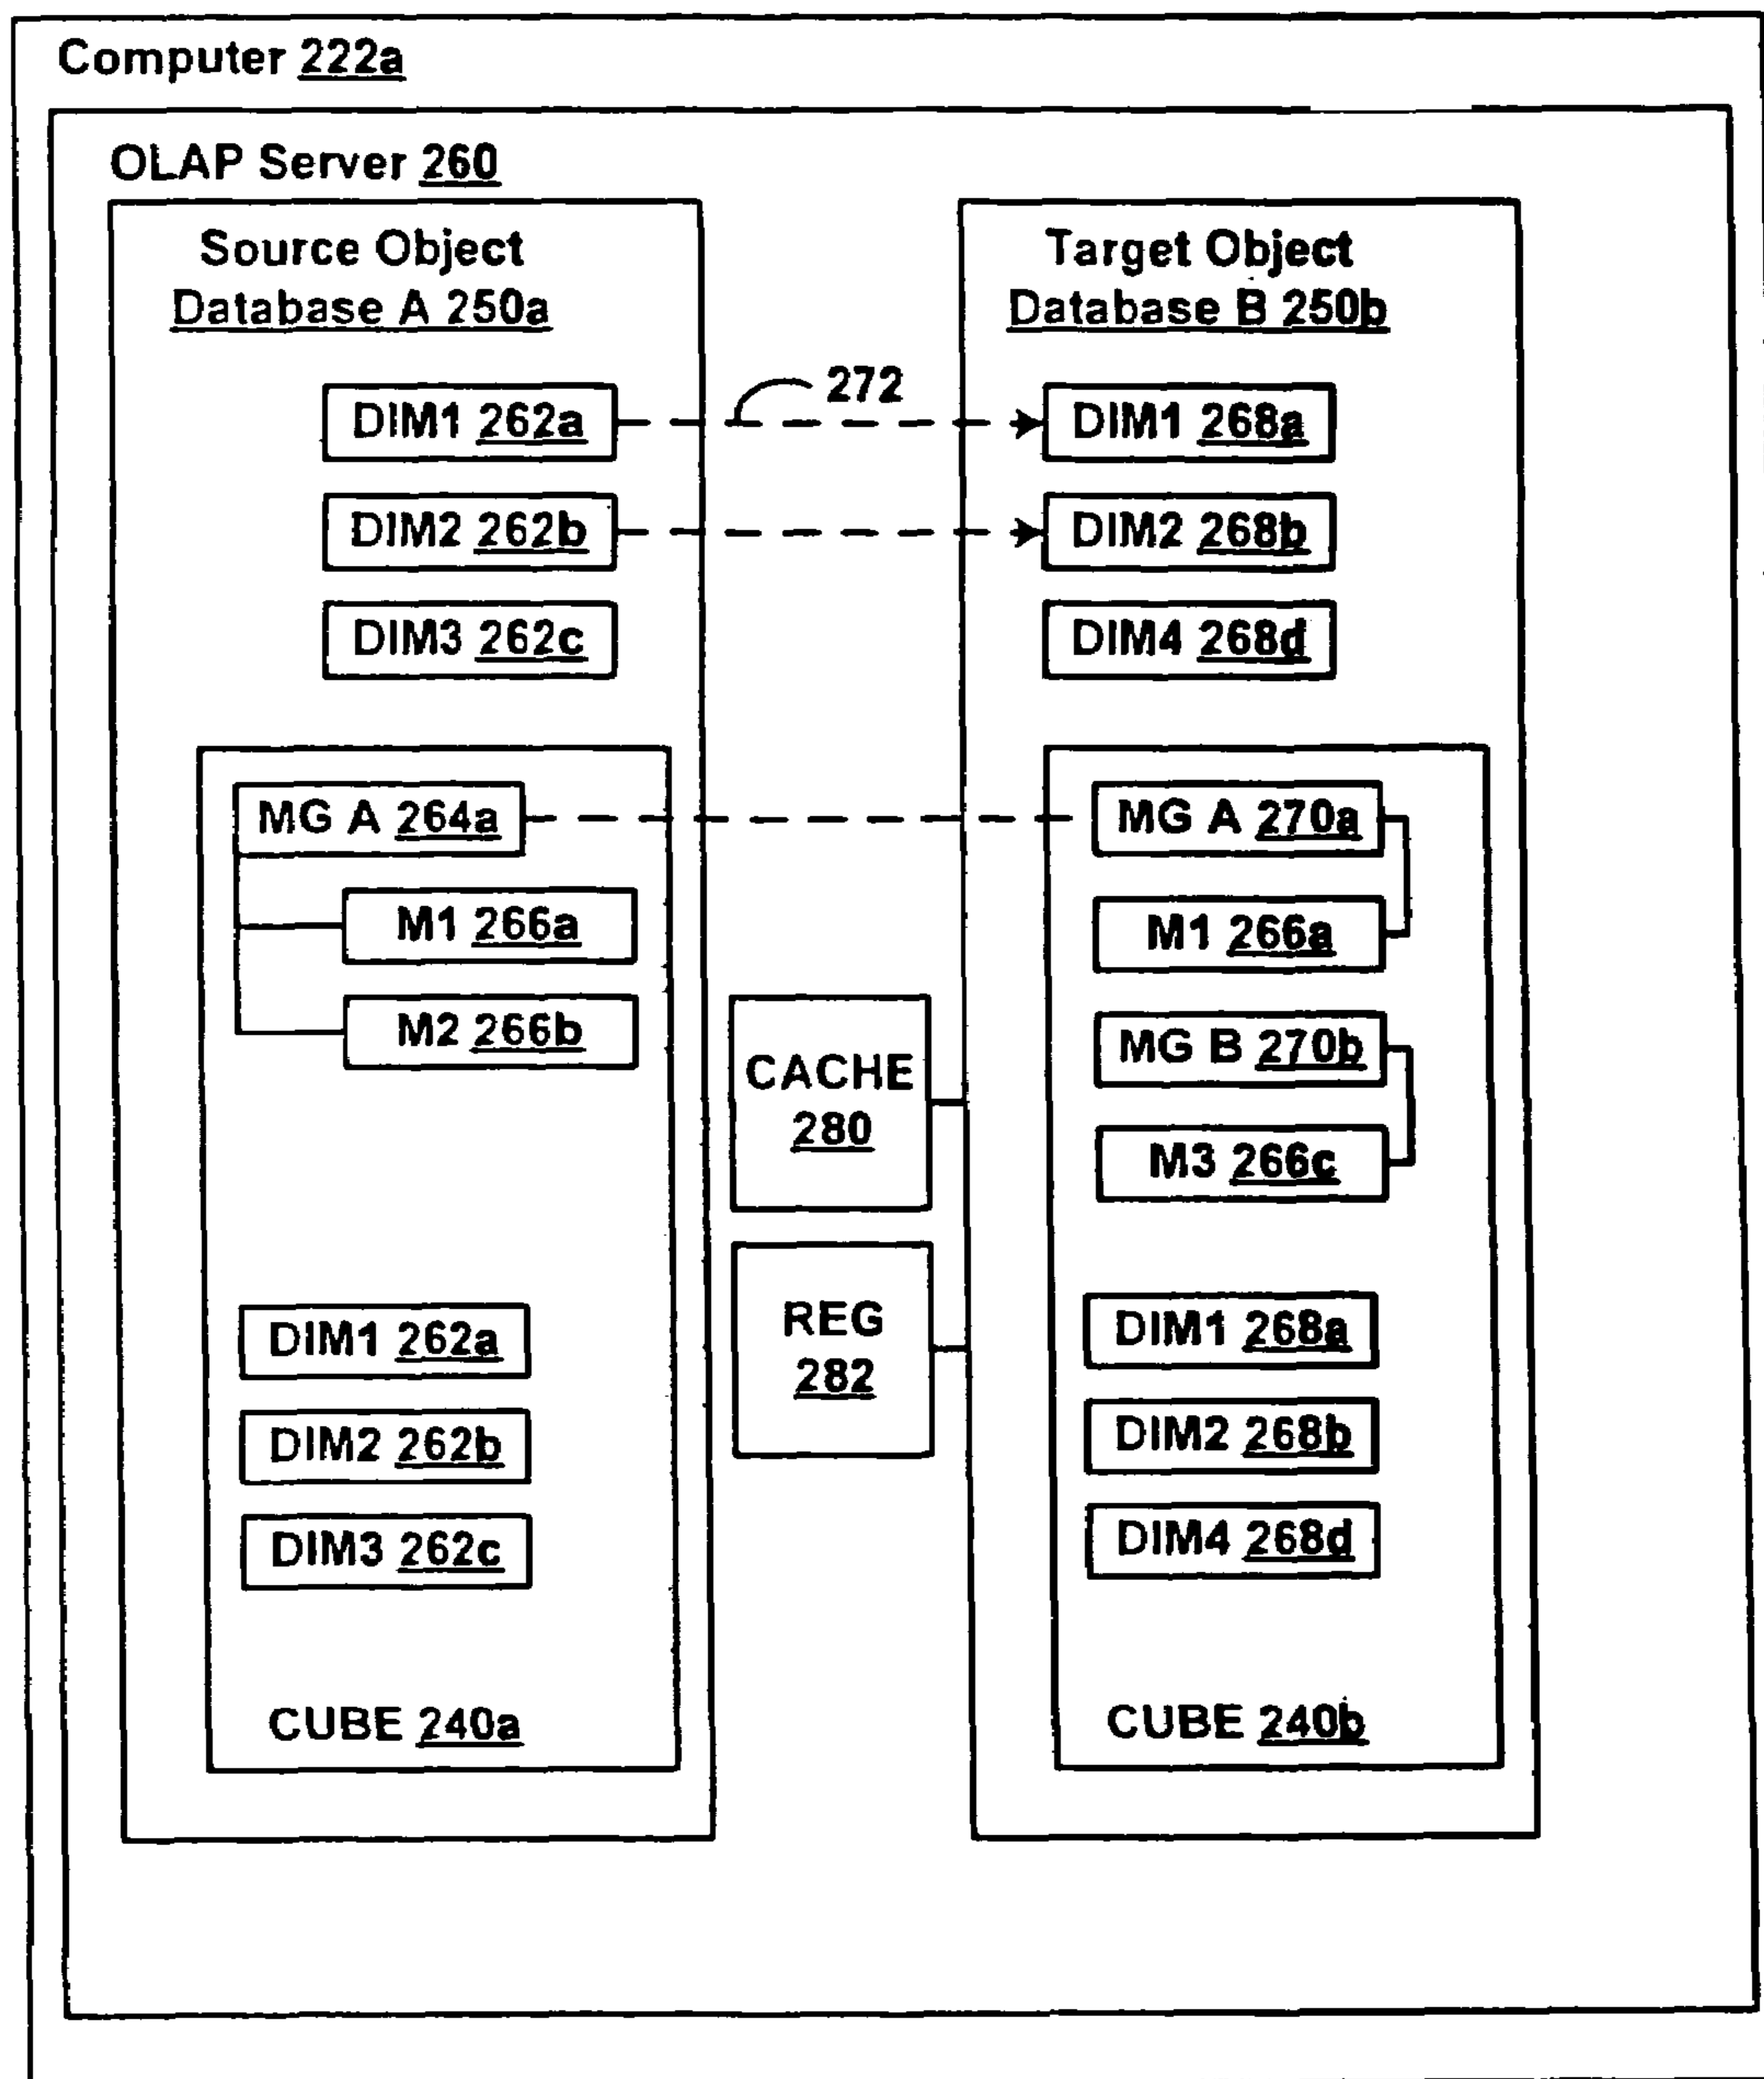 Computer 222a
OLAP Server 260
Source Object
Database A 250a
DIM1 262a
DIM2 262b
DIM3 262c
MG A 264a
M1 266a
M2 266b
DIM1 262a
DIM2 262b
DIM3 262c
CUBE 240a
272
CACHE
280
REG
282
Target Object
Database B 250b
DIM1 268a
DIM2 268b
DIM4 268d
MG A 270a
M1 266a
MG B 270b
M3 266c
DIM1 268a
DIM2 268b
DIM4 268d
CUBE 240b